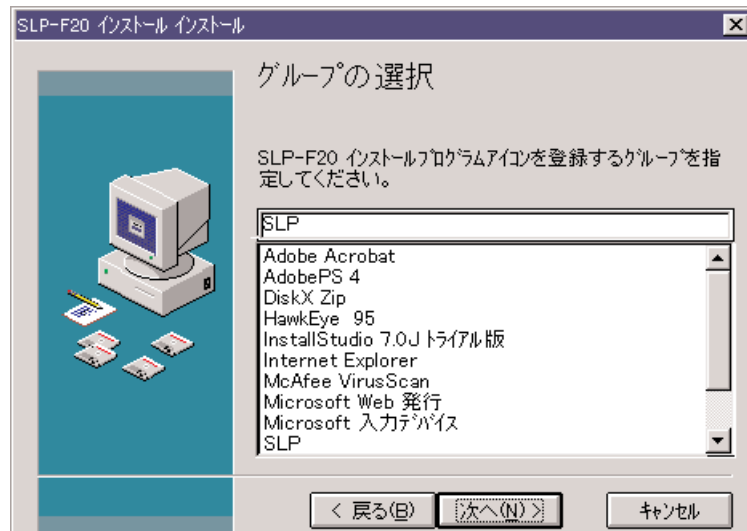 SLP-F20 インストール インストール
グループの選択
SLP-F20 ｲﾝｽﾄｰﾙﾌﾟﾛｸﾞﾗﾑｱｲｺﾝを登録するｸﾞﾙｰﾌﾟを指
定してください。
SLP
Adobe Acrobat
AdobePS 4
DiskX Zip
HawkEye 95
InstallStudio 7.0J ﾄﾗｲｱﾙ版
Internet Explorer
McAfee VirusScan
Microsoft Web 発行
Microsoft 入力ﾃﾞﾊﾞｲｽ
SLP
< 戻る(B)
次へ(N) >
ｷｬﾝｾﾙ